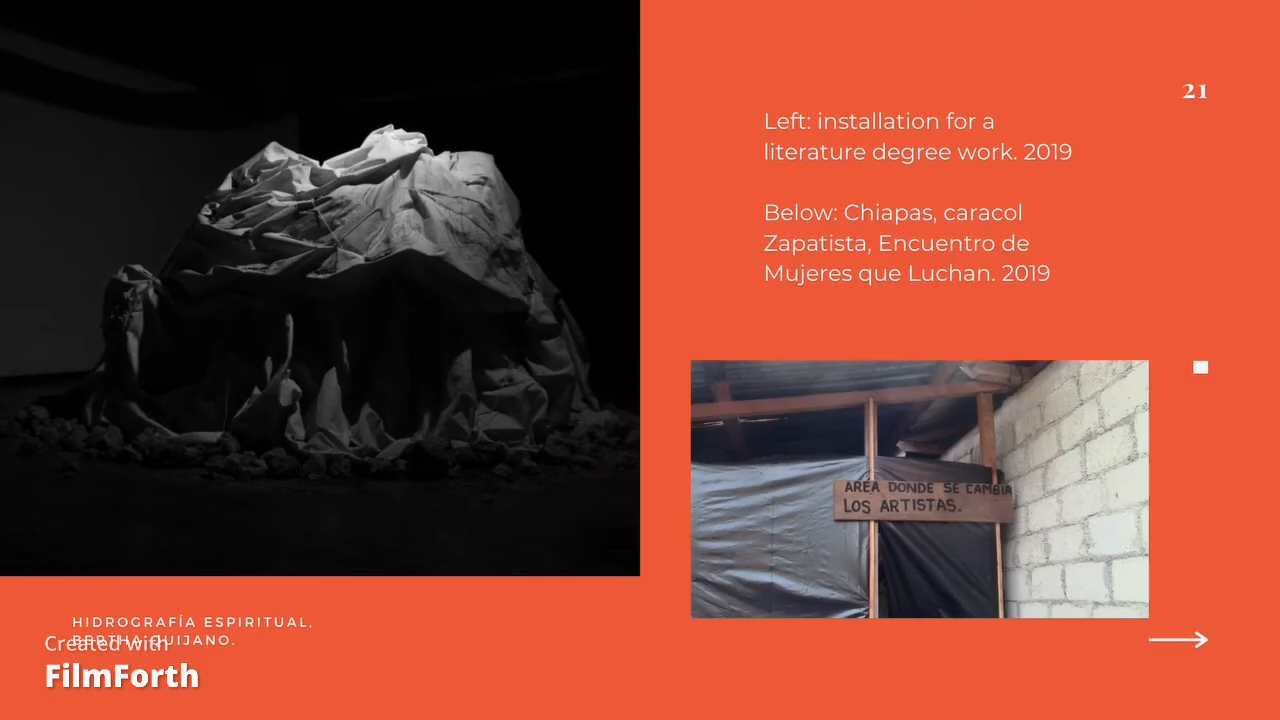 21
Left: installation for a
literature degree work. 2019
Below: Chiapas, caracol
Zapatista, Encuentro de
Mujeres que Luchan. 2019
AREA DONDE SE CAMBIA
LOS ARTISTAS.
HIDROGRAFÍA ESPIRITUAL,
BERTHA QUIJANO.
Created with
FilmForth